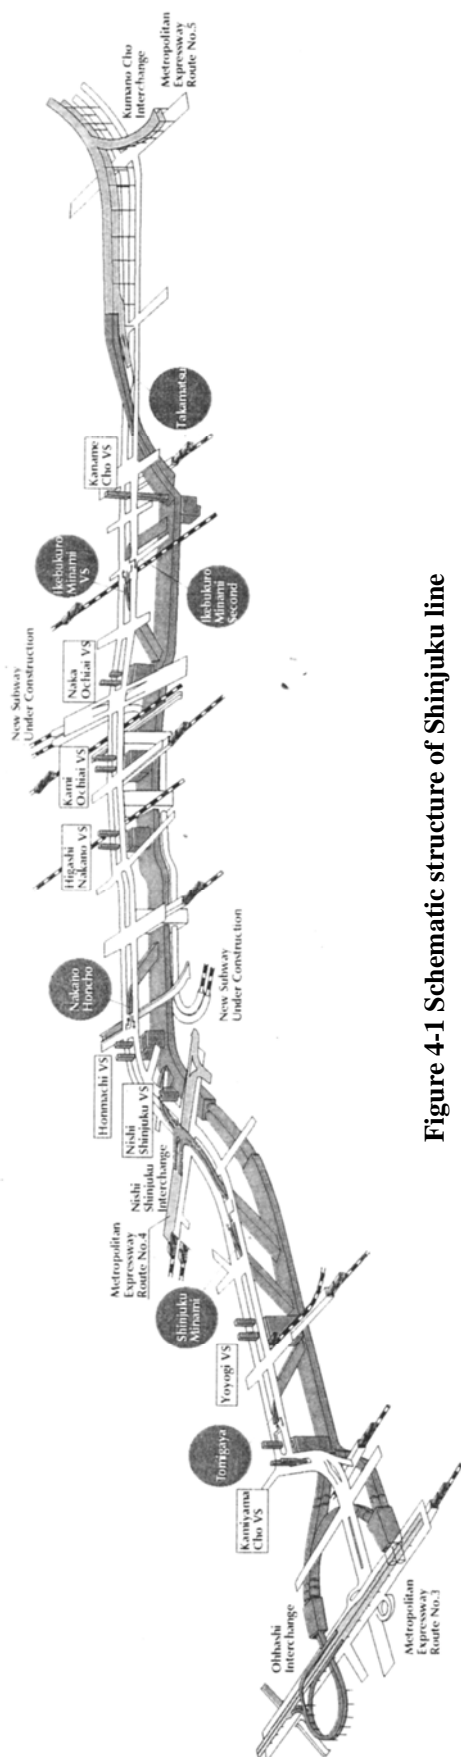 Kumano Cho
Interchange
Metropolitan
Expressway
Route No.5
Takamatsu
Kaname
Cho VS
Ikebukuro
Minami
VS
Ikebukuro
Minami
Second
Naka
Ochiai VS
New Subway
Under Construction
Kami
Ochiai VS
Higashi
Nakano VS
Nakano
Honcho
New Subway
Under Construction
Honmachi VS
Nishi
Shinjuku VS
Nishi
Shinjuku
Interchange
Metropolitan
Expressway
Route No.4
Shinjuku
Minami
Yoyogi VS
Tomigaya
Kamiyama
Cho VS
Ohhashi
Interchange
Metropolitan
Expressway
Route No.3
Figure 4-1 Schematic structure of Shinjuku line